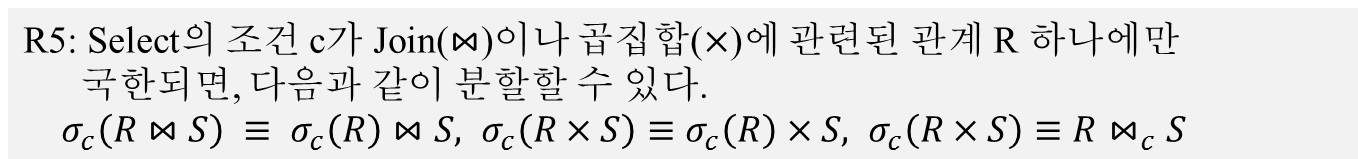 R5: Select의 조건 c가 Join(⋈)이나 곱집합(×)에 관련된 관계 R 하나에만
국한되면, 다음과 같이 분할할 수 있다.
σ_c(R ⋈ S) ≡ σ_c(R) ⋈ S, σ_c(R × S) ≡ σ_c(R) × S, σ_c(R × S) ≡ R ⋈_c S